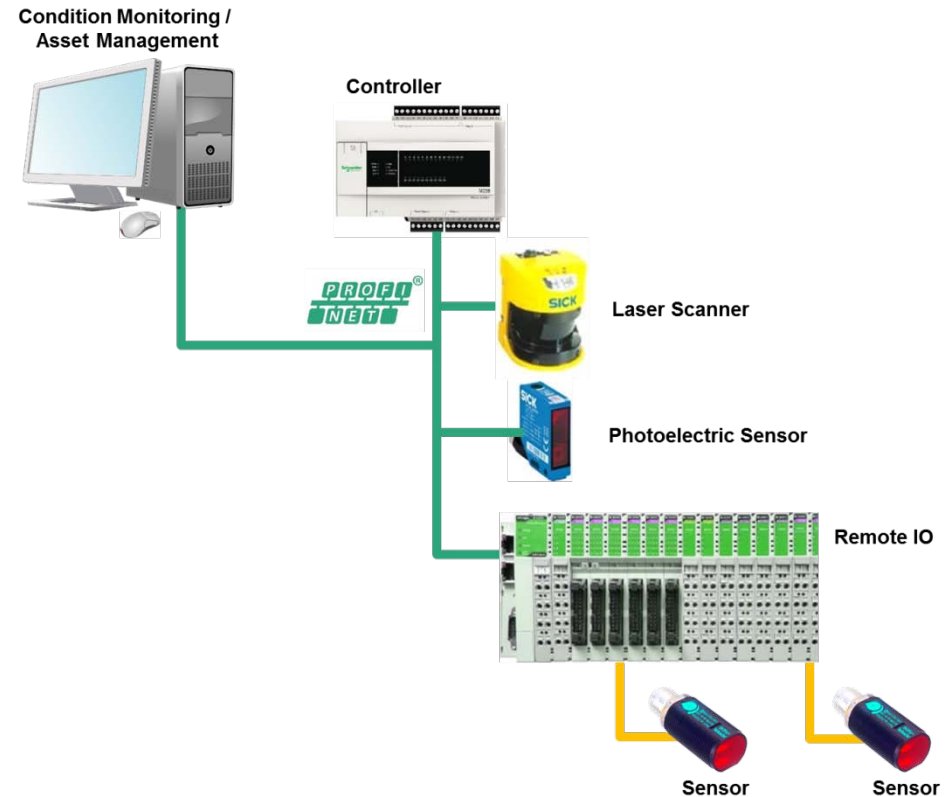 Condition Monitoring /
Asset Management
Controller
PROFI®
NET
SICK
Laser Scanner
SICK
Photoelectric Sensor
Remote IO
Sensor
Sensor